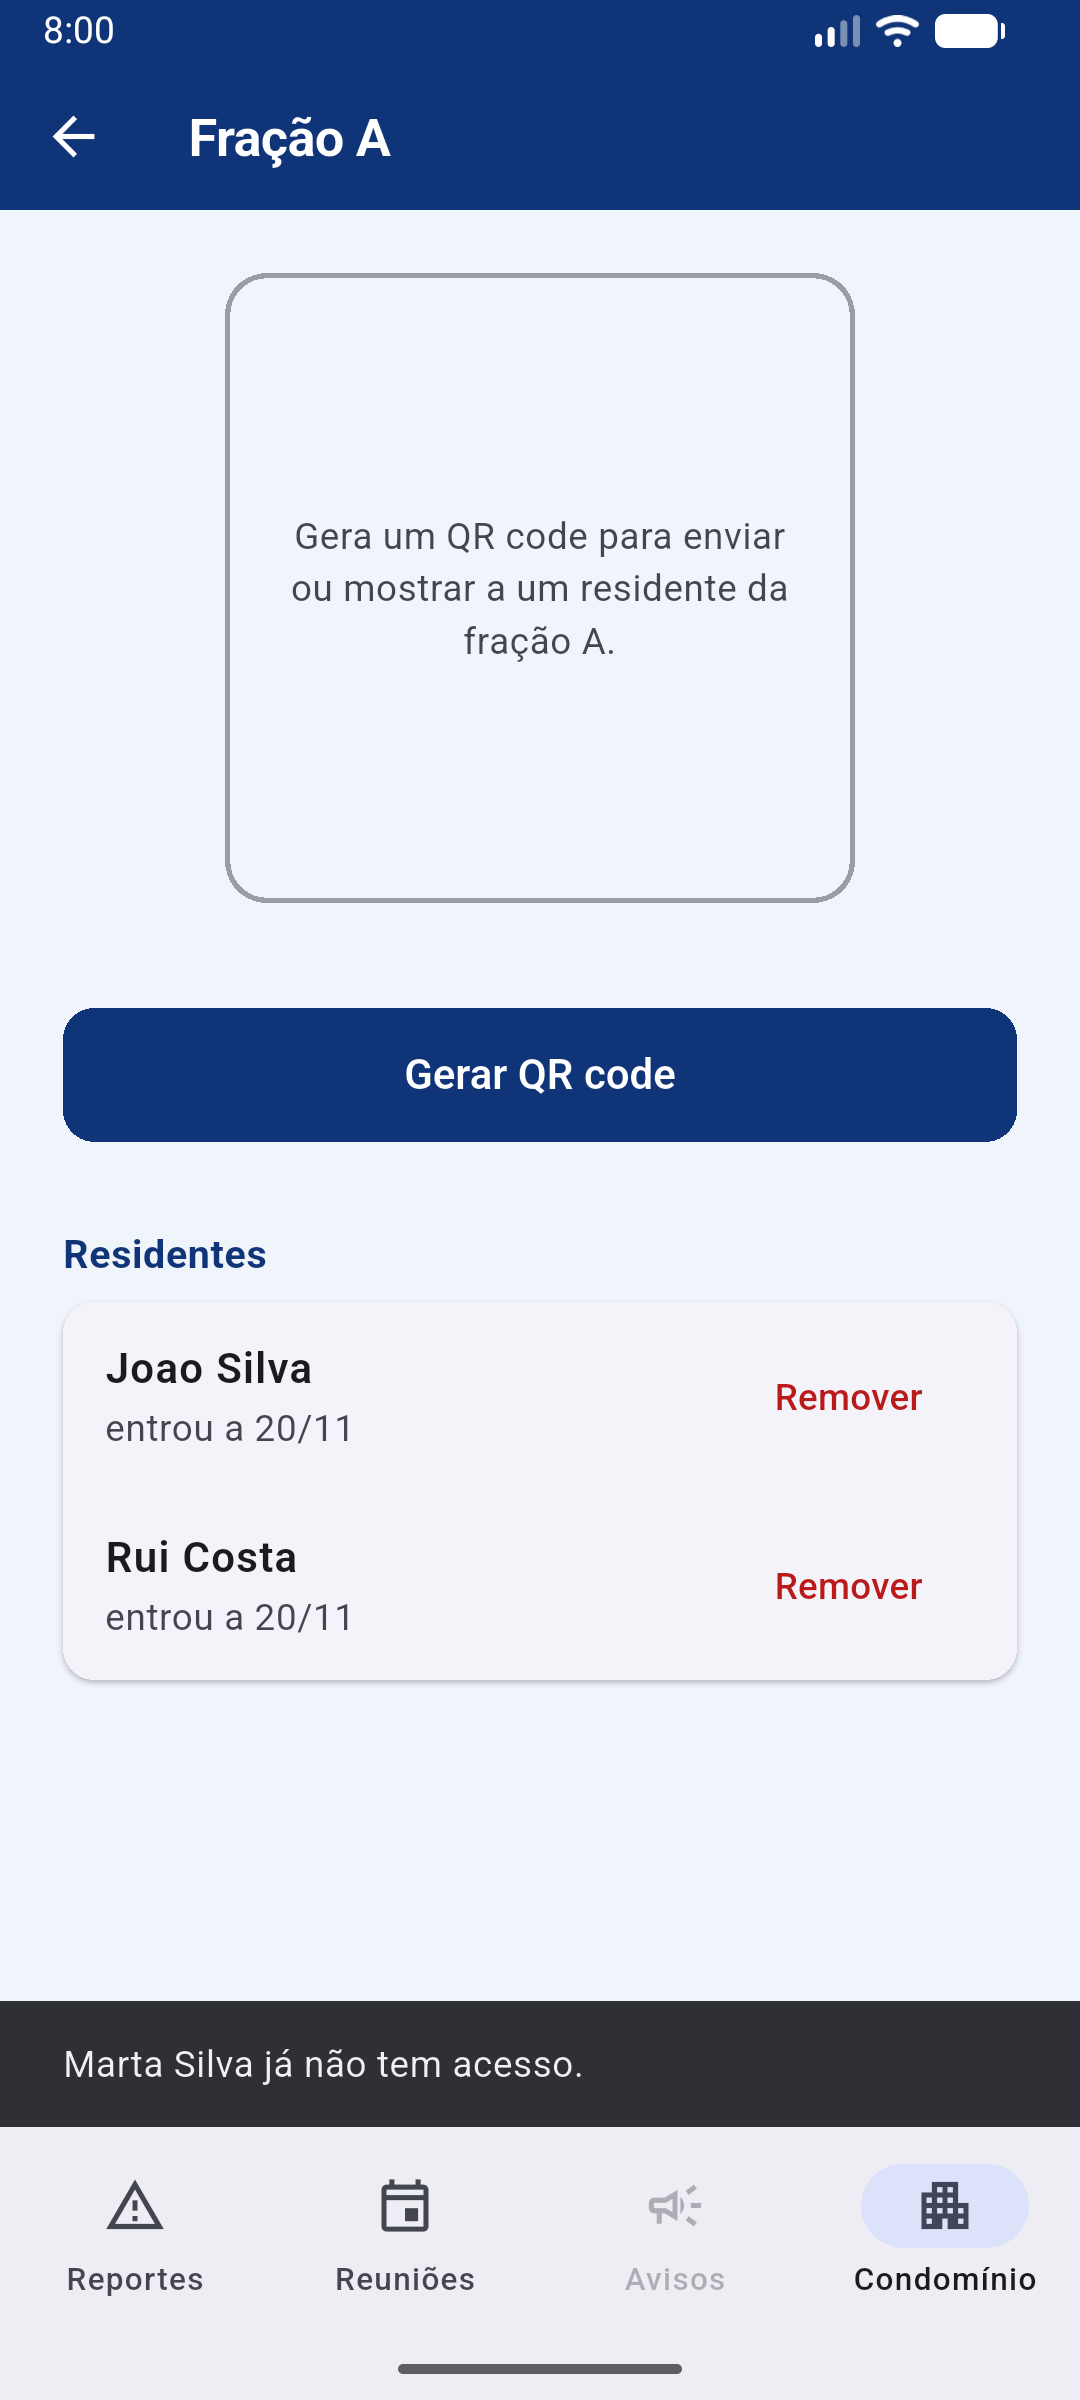 8:00
Fração A
Gera um QR code para enviar
ou mostrar a um residente da
fração A.
Gerar QR code
Residentes
Joao Silva
entrou a 20/11
Remover
Rui Costa
entrou a 20/11
Remover
Marta Silva já não tem acesso.
Reportes
Reuniões
Avisos
Condomínio